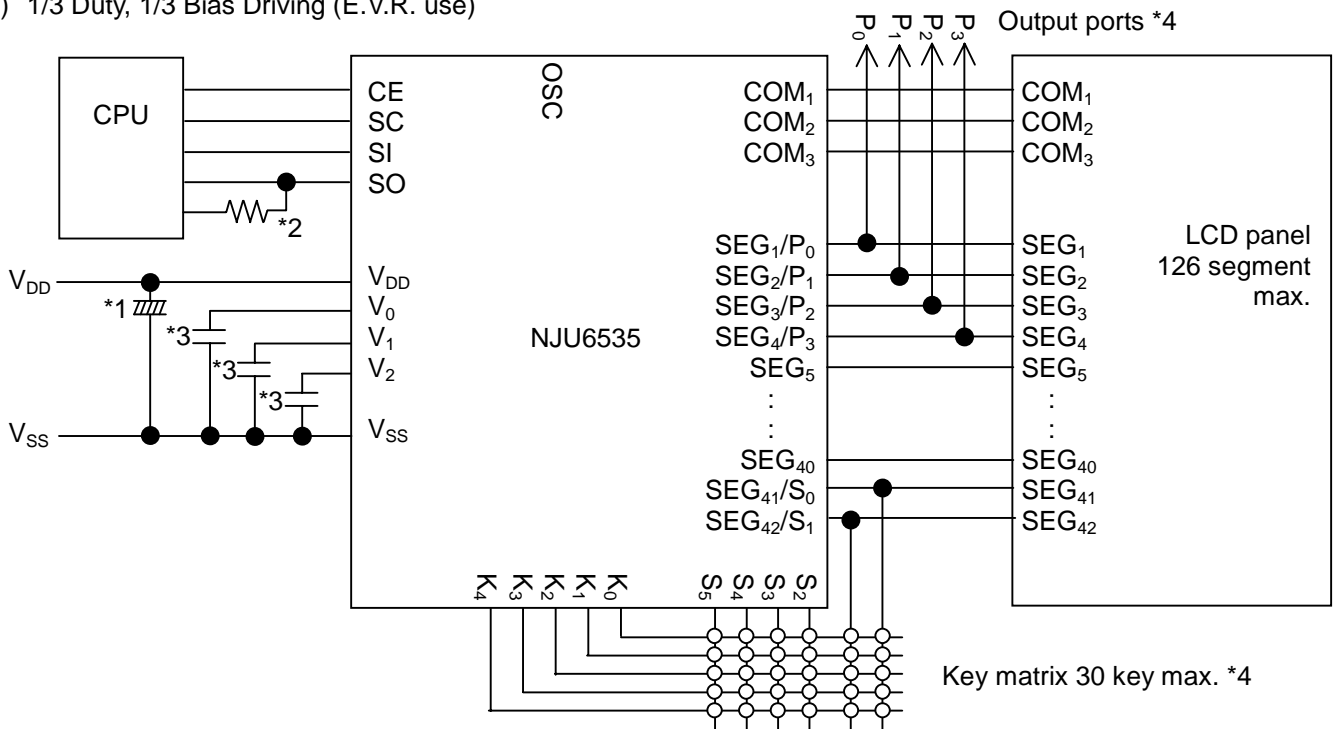 ) 1/3 Duty, 1/3 Bias Driving (E.V.R. use)
P0 P1 P2 P3 Output ports *4
CPU
OSC
CE
SC
SI
SO
*2
COM1
COM2
COM3
COM1
COM2
COM3
VDD
*1
*3
*3
*3
VSS
VDD
V0
V1
V2
VSS
NJU6535
SEG1/P0
SEG2/P1
SEG3/P2
SEG4/P3
SEG5
:
:
SEG40
SEG41/S0
SEG42/S1
SEG1
SEG2
SEG3
SEG4
SEG5
:
:
SEG40
SEG41
SEG42
LCD panel
126 segment
max.
K4 K3 K2 K1 K0
S5 S4 S3 S2
Key matrix 30 key max. *4